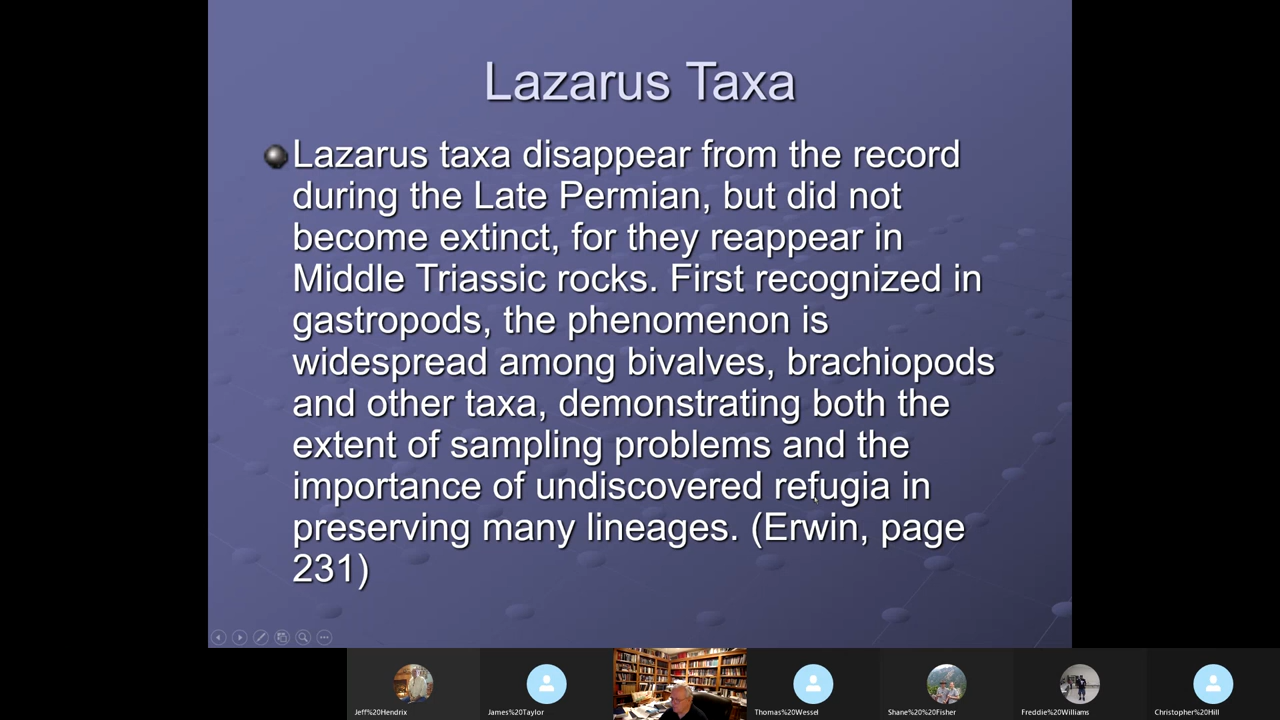 Lazarus Taxa
Lazarus taxa disappear from the record
during the Late Permian, but did not
become extinct, for they reappear in
Middle Triassic rocks. First recognized in
gastropods, the phenomenon is
widespread among bivalves, brachiopods
and other taxa, demonstrating both the
extent of sampling problems and the
importance of undiscovered refugia in
preserving many lineages. (Erwin, page
231)
Jeff%20Hendrix
James%20Taylor
Thomas%20Wessel
Shane%20%20Fisher
Freddie%20Williams
Christopher%20Hill